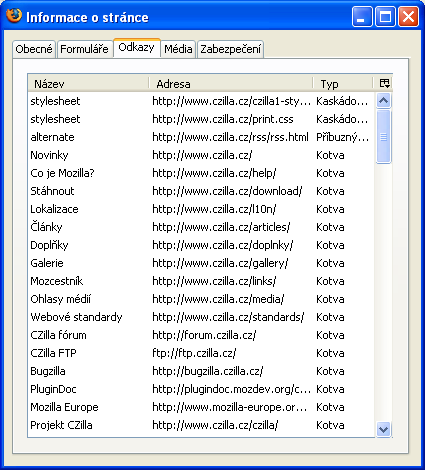 Informace o stránce
Obecné Formuláře Odkazy Média Zabezpečení
Název Adresa Typ
stylesheet http://www.czilla.cz/czilla1-sty... Kaskádo...
stylesheet http://www.czilla.cz/print.css Kaskádo...
alternate http://www.czilla.cz/rss/rss.html Příbuzný...
Novinky http://www.czilla.cz/ Kotva
Co je Mozilla? http://www.czilla.cz/help/ Kotva
Stáhnout http://www.czilla.cz/download/ Kotva
Lokalizace http://www.czilla.cz/l10n/ Kotva
Články http://www.czilla.cz/articles/ Kotva
Doplňky http://www.czilla.cz/doplnky/ Kotva
Galerie http://www.czilla.cz/gallery/ Kotva
Mozcestník http://www.czilla.cz/links/ Kotva
Ohlasy médií http://www.czilla.cz/media/ Kotva
Webové standardy http://www.czilla.cz/standards/ Kotva
CZilla fórum http://forum.czilla.cz/ Kotva
CZilla FTP ftp://ftp.czilla.cz/ Kotva
Bugzilla http://bugzilla.czilla.cz/ Kotva
PluginDoc http://plugindoc.mozdev.org/c... Kotva
Mozilla Europe http://www.mozilla-europe.or... Kotva
Projekt CZilla http://www.czilla.cz/czilla/ Kotva